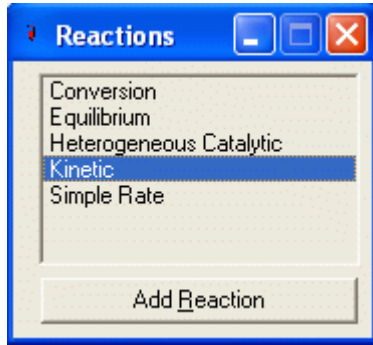 Reactions
Conversion
Equilibrium
Heterogeneous Catalytic
Kinetic
Simple Rate
Add Reaction